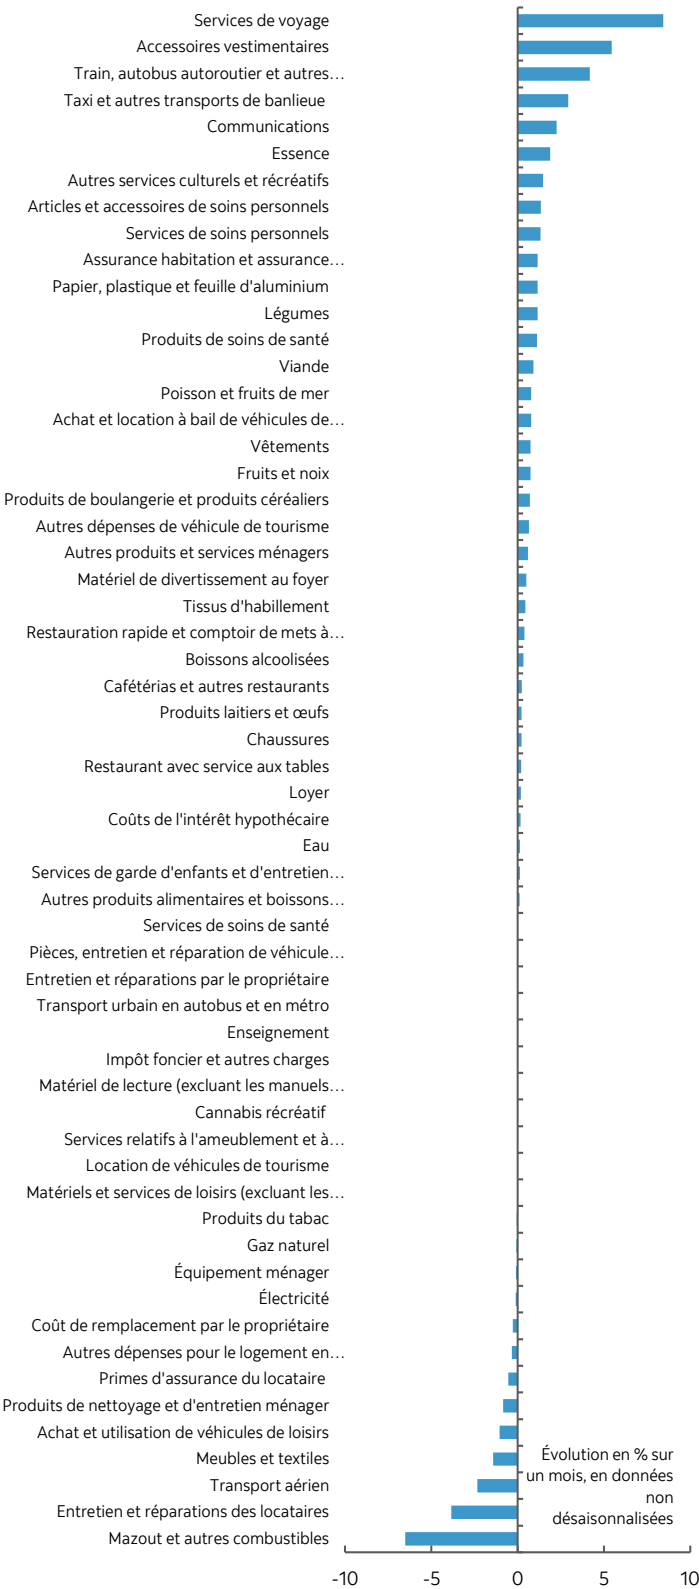 Services de voyage
Accessoires vestimentaires
Train, autobus autoroutier et autres…
Taxi et autres transports de banlieue
Communications
Essence
Autres services culturels et récréatifs
Articles et accessoires de soins personnels
Services de soins personnels
Assurance habitation et assurance…
Papier, plastique et feuille d'aluminium
Légumes
Produits de soins de santé
Viande
Poisson et fruits de mer
Achat et location à bail de véhicules de…
Vêtements
Fruits et noix
Produits de boulangerie et produits céréaliers
Autres dépenses de véhicule de tourisme
Autres produits et services ménagers
Matériel de divertissement au foyer
Tissus d'habillement
Restauration rapide et comptoir de mets à…
Boissons alcoolisées
Cafétérias et autres restaurants
Produits laitiers et œufs
Chaussures
Restaurant avec service aux tables
Loyer
Coûts de l'intérêt hypothécaire
Eau
Services de garde d'enfants et d'entretien…
Autres produits alimentaires et boissons…
Services de soins de santé
Pièces, entretien et réparation de véhicule…
Entretien et réparations par le propriétaire
Transport urbain en autobus et en métro
Enseignement
Impôt foncier et autres charges
Matériel de lecture (excluant les manuels…
Cannabis récréatif
Services relatifs à l'ameublement et à…
Location de véhicules de tourisme
Matériels et services de loisirs (excluant les…
Produits du tabac
Gaz naturel
Équipement ménager
Électricité
Coût de remplacement par le propriétaire
Autres dépenses pour le logement en…
Primes d'assurance du locataire
Produits de nettoyage et d'entretien ménager
Achat et utilisation de véhicules de loisirs
Meubles et textiles
Transport aérien
Entretien et réparations des locataires
Mazout et autres combustibles
Évolution en % sur
un mois, en données
non
désaisonnalisées
-10 -5 0 5 10